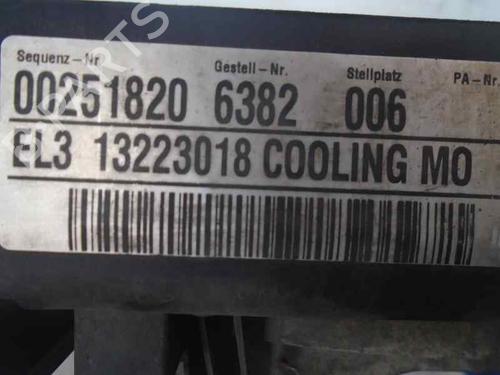 Sequenz-Nr Gestell-Nr. Stellplatz PA-Nr.
00251820 6382 006
EL3 13223018 COOLING MO